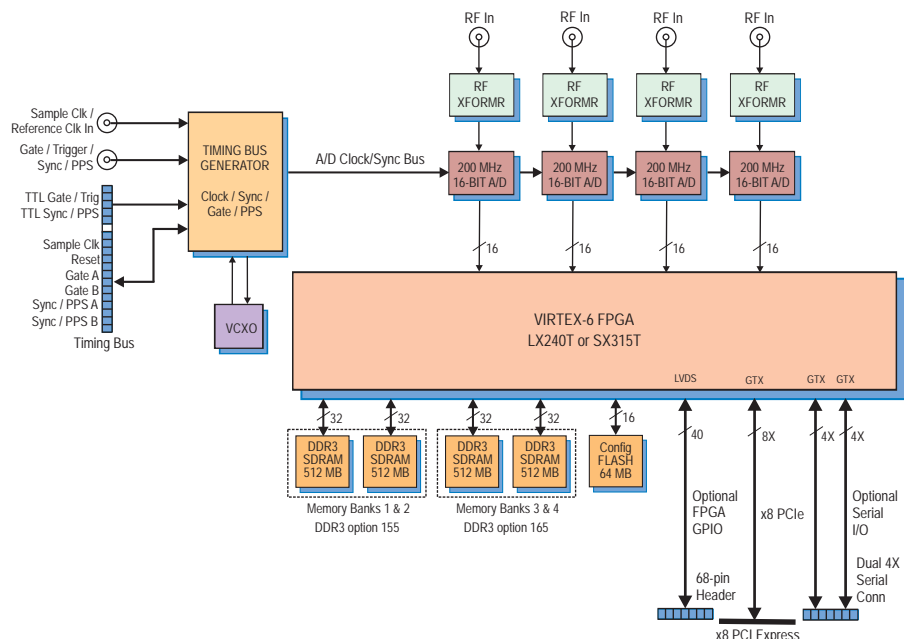 RF In
RF In
RF In
RF In
RF
XFORMR
RF
XFORMR
RF
XFORMR
RF
XFORMR
Sample Clk /
Reference Clk In
Gate / Trigger /
Sync / PPS
TTL Gate / Trig
TTL Sync / PPS
Sample Clk
Reset
Gate A
Gate B
Sync / PPS A
Sync / PPS B
Timing Bus
TIMING BUS
GENERATOR
Clock / Sync /
Gate / PPS
VCXO
A/D Clock/Sync Bus
200 MHz
16-BIT A/D
200 MHz
16-BIT A/D
200 MHz
16-BIT A/D
200 MHz
16-BIT A/D
16
16
16
16
VIRTEX-6 FPGA
LX240T or SX315T
LVDS
GTX
GTX
GTX
32
32
32
32
16
40
8X
4X
4X
DDR3
SDRAM
512 MB
DDR3
SDRAM
512 MB
DDR3
SDRAM
512 MB
DDR3
SDRAM
512 MB
Config
FLASH
64 MB
Memory Banks 1 & 2
DDR3 option 155
Memory Banks 3 & 4
DDR3 option 165
Optional
FPGA
GPIO
x8 PCIe
Optional
Serial
I/O
68-pin
Header
Dual 4X
Serial
Conn
x8 PCI Express